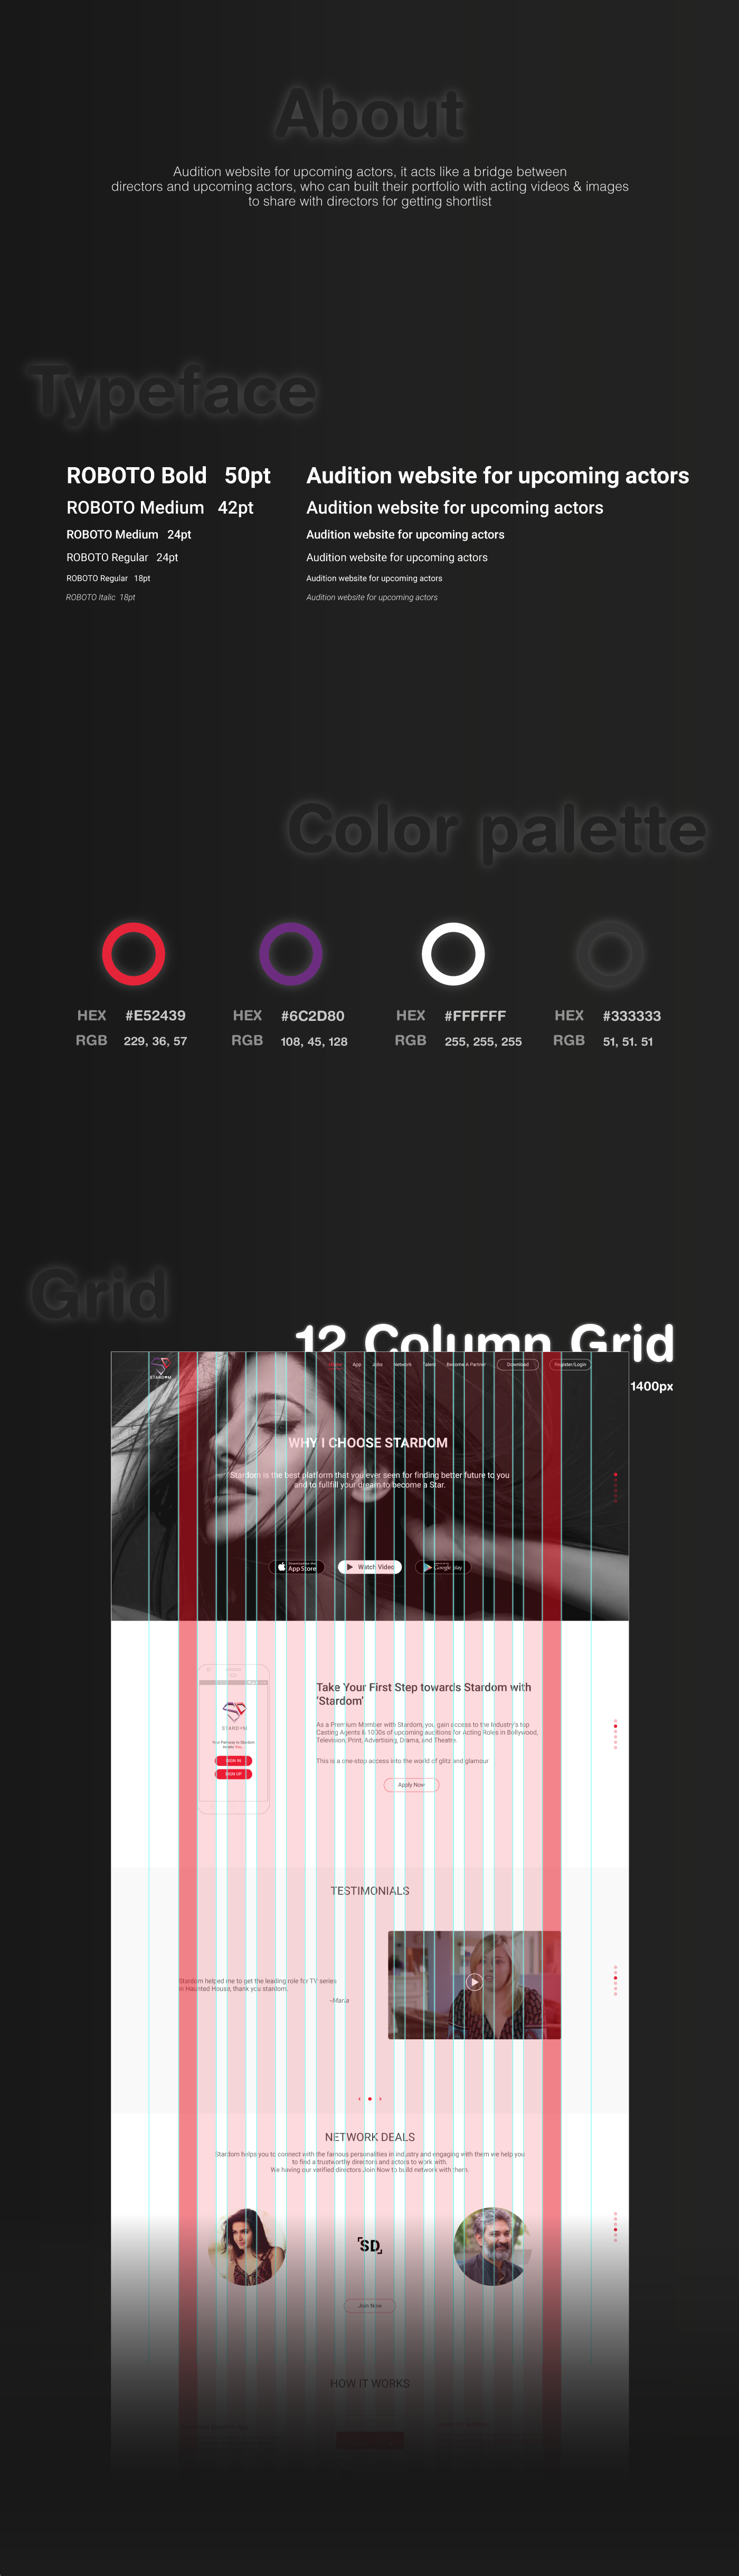 About
Audition website for upcoming actors, it acts like a bridge between
directors and upcoming actors, who can built their portfolio with acting videos & images
to share with directors for getting shortlist
Typeface
ROBOTO Bold 50pt
Audition website for upcoming actors
ROBOTO Medium 42pt
Audition website for upcoming actors
ROBOTO Medium 24pt
Audition website for upcoming actors
ROBOTO Regular 24pt
Audition website for upcoming actors
ROBOTO Regular 18pt
Audition website for upcoming actors
ROBOTO Italic 18pt
Audition website for upcoming actors
Color palette
HEX #E52439
RGB 229, 36, 57
HEX #6C2D80
RGB 108, 45, 128
HEX #FFFFFF
RGB 255, 255, 255
HEX #333333
RGB 51, 51. 51
Grid
12 Column Grid
1400px
STARDOM
Home App Jobs Network Talent Become A Partner Download Register/Login
WHY I CHOOSE STARDOM
Stardom is the best platform that you ever seen for finding better future to you
and to fullfill your dream to become a Star.
App Store
Watch Video
Google play
Take Your First Step towards Stardom with
‘Stardom’
As a Premium Member with Stardom, you gain access to the Industry's top
Casting Agents & 1000s of upcoming auditions for Acting Roles in Bollywood,
Television, Print, Advertising, Drama, and Theatre.
This is a one-stop access into the world of glitz and glamour
Apply Now
STARDOM
Your Pathway to Stardom
SIGN IN
SIGN UP
TESTIMONIALS
Stardom helped me to get the leading role for TV series
in Haunted House, thank you stardom.
-Maria
NETWORK DEALS
Stardom helps you to connect with the famous personalities in industry and engaging with them we help you
to find a trustworthy directors and actors to work with.
We having our verified directors Join Now to build network with them.
SD
Join Now
HOW IT WORKS